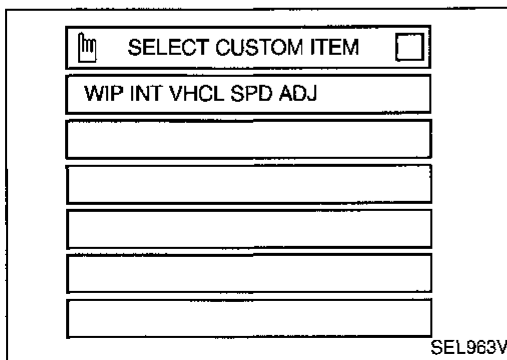 SELECT CUSTOM ITEM
WIP INT VHCL SPD ADJ
SEL963V